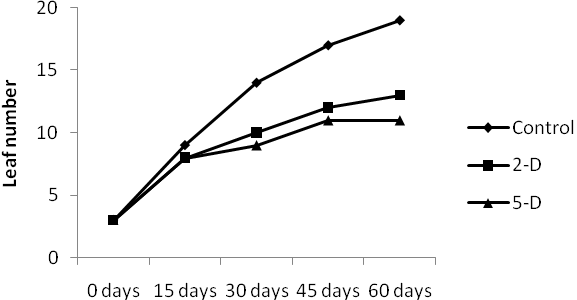 20
15
10
5
0
Leaf number
0 days 15 days 30 days 45 days 60 days
Control
2-D
5-D